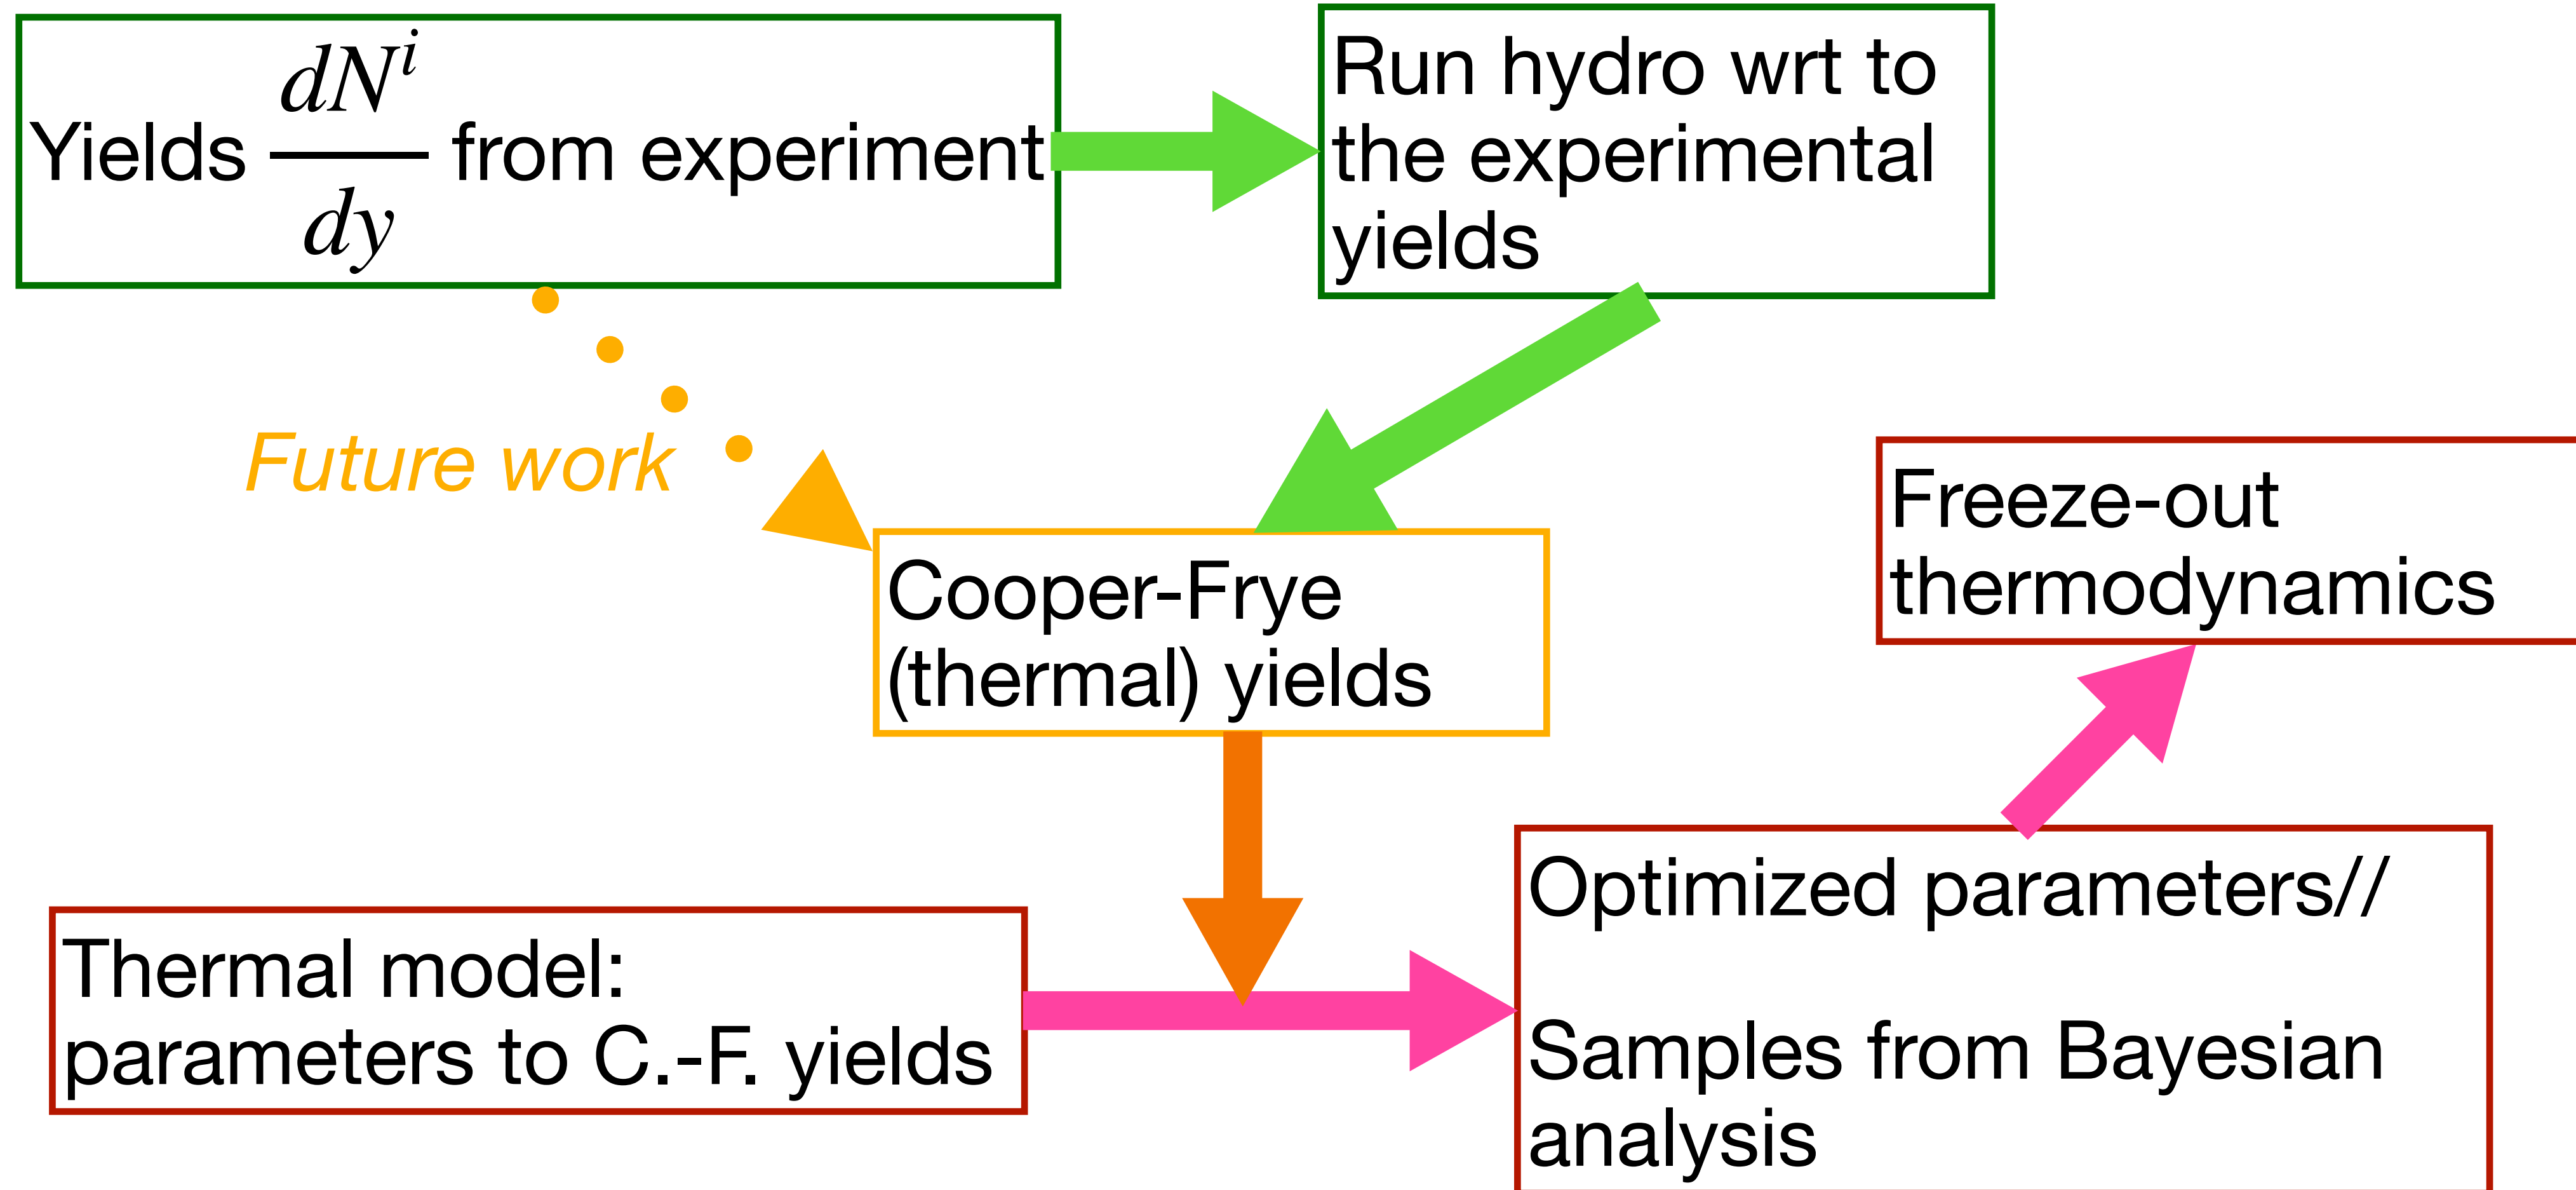 Yields dN^i/dy from experiment
Run hydro wrt to
the experimental
yields
Future work
Freeze-out
thermodynamics
Cooper-Frye
(thermal) yields
Thermal model:
parameters to C.-F. yields
Optimized parameters//
Samples from Bayesian
analysis